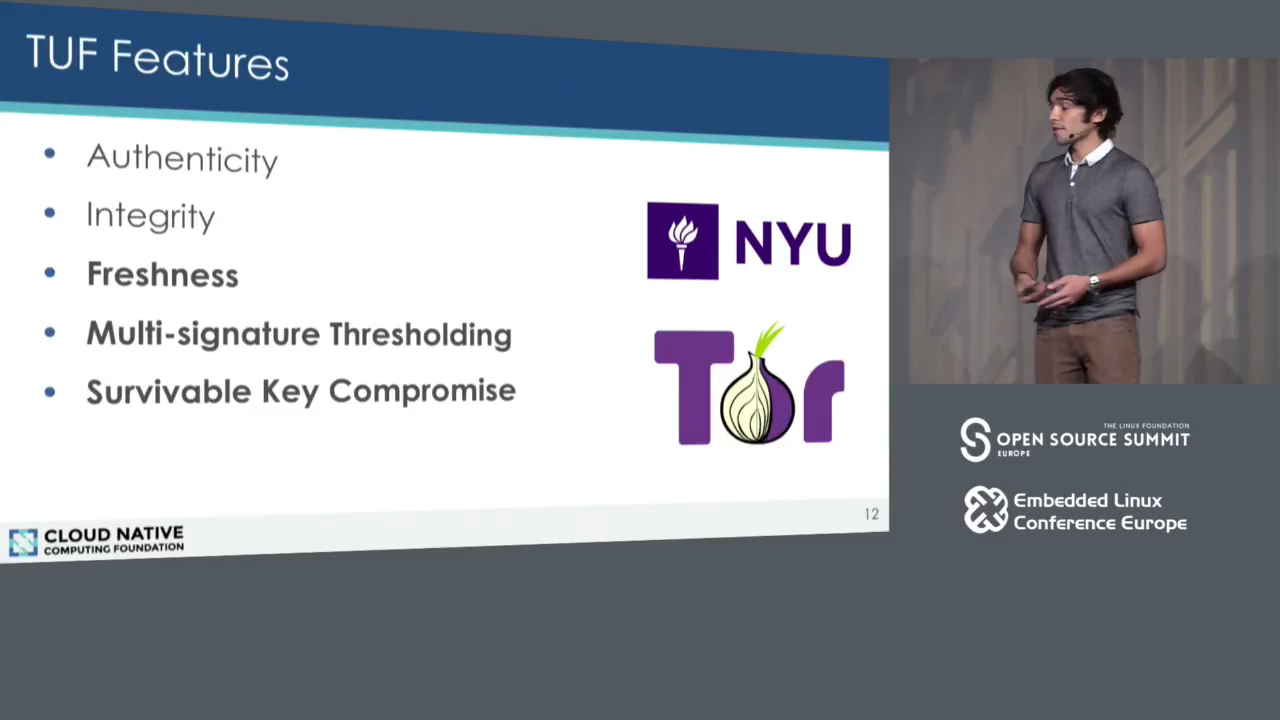 TUF Features
Authenticity
Integrity
Freshness
Multi-signature Thresholding
Survivable Key Compromise
NYU
Tor
CLOUD NATIVE
COMPUTING FOUNDATION
12
THE LINUX FOUNDATION
OPEN SOURCE SUMMIT
EUROPE
Embedded Linux
Conference Europe